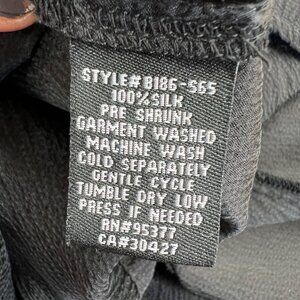 STYLE# B186-S65
100% SILK
PRE SHRUNK
GARMENT WASHED
MACHINE WASH
COLD SEPARATELY
GENTLE CYCLE
TUMBLE DRY LOW
PRESS IF NEEDED
RN#95377
CA#30427